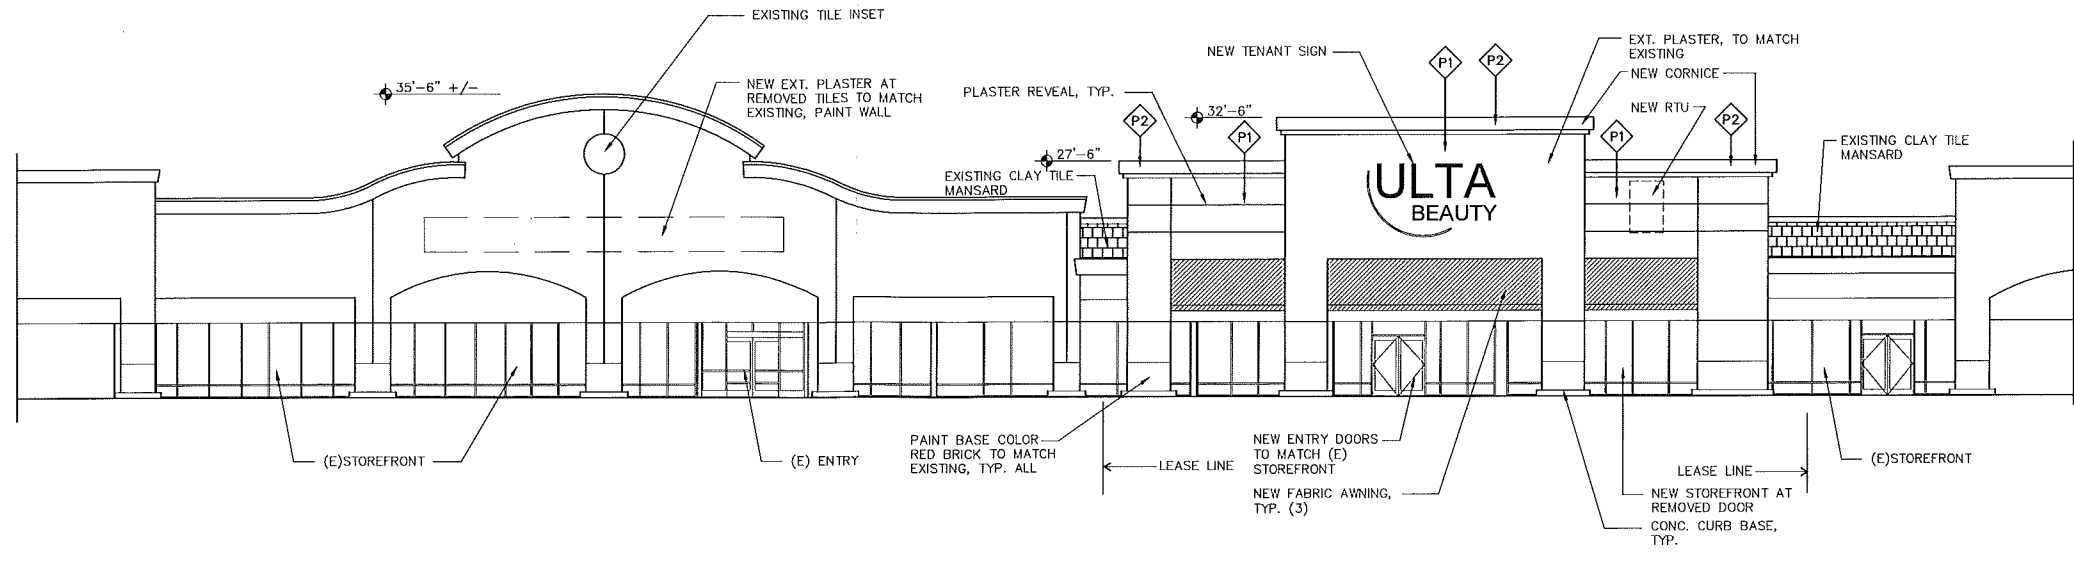 EXISTING TILE INSET
35'-6" +/-
NEW EXT. PLASTER AT
REMOVED TILES TO MATCH
EXISTING, PAINT WALL
PLASTER REVEAL, TYP.
NEW TENANT SIGN
P1
P2
EXT. PLASTER, TO MATCH
EXISTING
NEW CORNICE
NEW RTU
P2
P1
32'-6"
P1
P2
27'-6"
EXISTING CLAY TILE
MANSARD
EXISTING CLAY TILE
MANSARD
ULTA
BEAUTY
(E)STOREFRONT
(E) ENTRY
PAINT BASE COLOR
RED BRICK TO MATCH
EXISTING, TYP. ALL
LEASE LINE
NEW ENTRY DOORS
TO MATCH (E)
STOREFRONT
NEW FABRIC AWNING,
TYP. (3)
LEASE LINE
(E)STOREFRONT
NEW STOREFRONT AT
REMOVED DOOR
CONC. CURB BASE,
TYP.